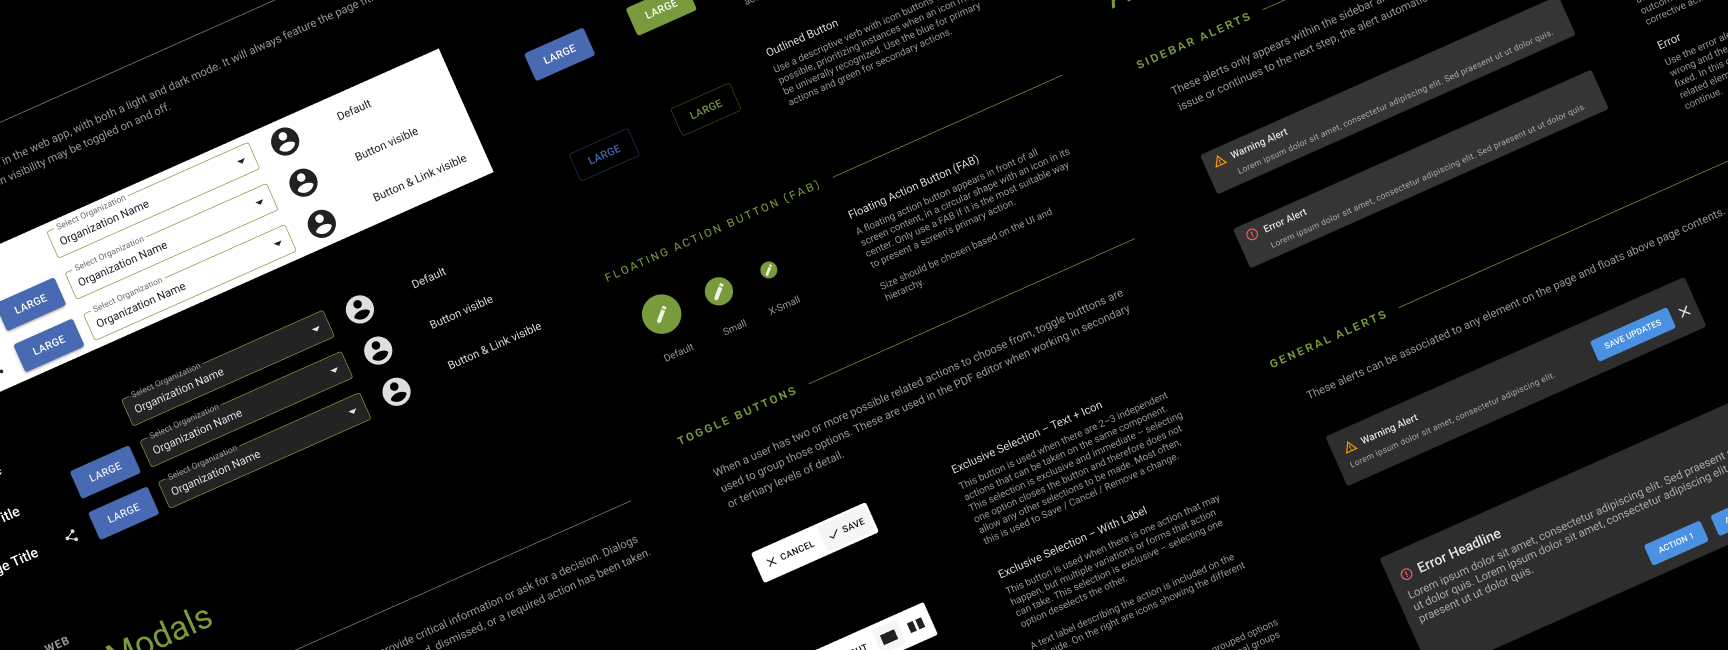 in the web app, with both a light and dark mode. It will always feature the page
visibility may be toggled on and off.
Select Organization
Organization Name
Default
LARGE
Select Organization
Organization Name
Button visible
LARGE
Select Organization
Organization Name
Button & Link visible
Select Organization
Organization Name
Default
LARGE
Select Organization
Organization Name
Button visible
LARGE
Select Organization
Organization Name
Button & Link visible
Title
Title
WEB
Modals
provide critical information or ask for a decision. Dialogs
dismissed, or a required action has been taken.
LARGE
LARGE
LARGE
LARGE
Outlined Button
Use a descriptive verb with icon buttons
possible, prioritizing instances when an icon
be universally recognized. Use the blue for primary
actions and green for secondary actions.
FLOATING ACTION BUTTON (FAB)
Default
Small
X-Small
Floating Action Button (FAB)
A floating action button appears in front of all
screen content, in a circular shape with an icon in its
center. Only use a FAB if it is the most suitable way
to present a screen's primary action.
Size should be chosen based on the UI and
hierarchy.
TOGGLE BUTTONS
When a user has two or more possible related actions to choose from, toggle butttons are
used to group those options. These are used in the PDF editor when working in secondary
or tertiary levels of detail.
CANCEL
SAVE
Exclusive Selection – Text + Icon
This button is used when there are 2–3 independent
actions that can be taken on the same component.
This selection is exclusive and immediate – selecting
one option closes the button and therefore does not
allow any other selections to be made. Most often,
this is used to Save / Cancel / Remove a change.
Exclusive Selection – With Label
This button is used when there is one action that may
happen, but multiple variations or forms that action
can take. This selection is exclusive – selecting one
option deselects the other.
A text label describing the action is included on the
side. On the right are icons showing the different
grouped options
groups
SIDEBAR ALERTS
These alerts only appears within the sidebar
issue or continues to the next step, the alert
Warning Alert
Lorem ipsum dolor sit amet, consectetur adipiscing elit. Sed praesent ut ut dolor quis.
Error Alert
Lorem ipsum dolor sit amet, consectetur adipiscing elit. Sed praesent ut ut dolor quis.
GENERAL ALERTS
These alerts can be associated to any element on the page and floats above page contents.
Warning Alert
Lorem ipsum dolor sit amet, consectetur adipiscing elit.
SAVE UPDATES
Error Headline
Lorem ipsum dolor sit amet, consectetur adipiscing elit. Sed praesent
ut dolor quis. Lorem ipsum dolor sit amet, consectetur adipiscing elit.
praesent ut ut dolor quis.
ACTION 1
corrective
Error
Use the error
wrong and the
fixed. In this
related
continue.